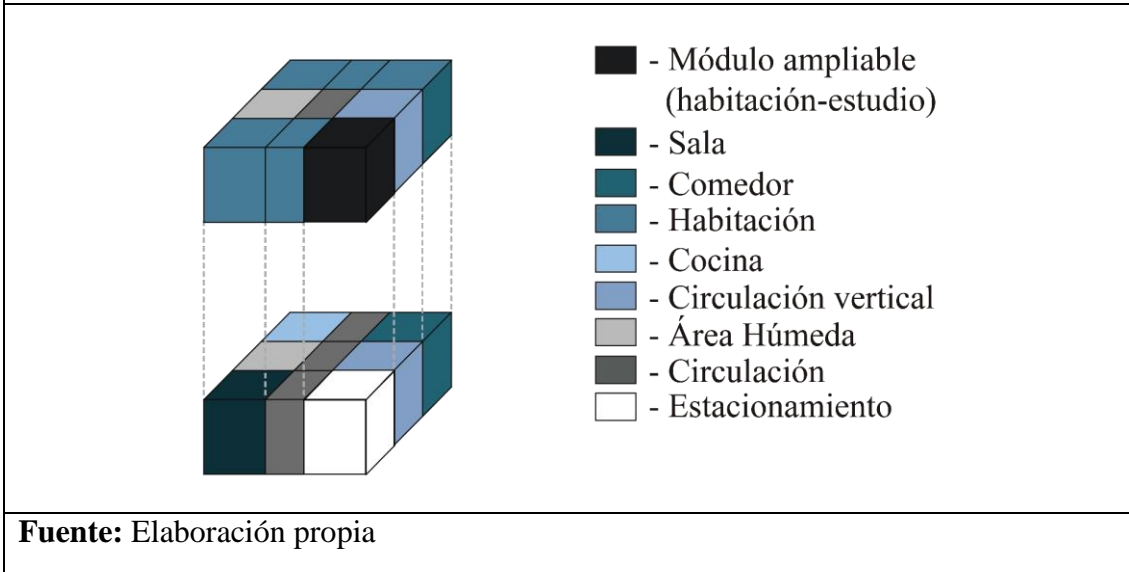 - Módulo ampliable
(habitación-estudio)
- Sala
- Comedor
- Habitación
- Cocina
- Circulación vertical
- Área Húmeda
- Circulación
- Estacionamiento
Fuente: Elaboración propia